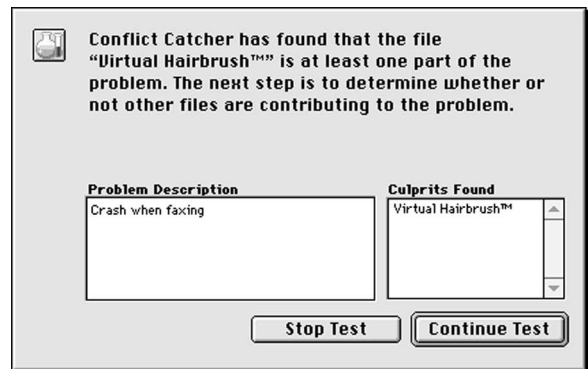 Conflict Catcher has found that the file
“Virtual Hairbrush™” is at least one part of the
problem. The next step is to determine whether or
not other files are contributing to the problem.
Problem Description
Culprits Found
Crash when faxing
Virtual Hairbrush™
Stop Test
Continue Test